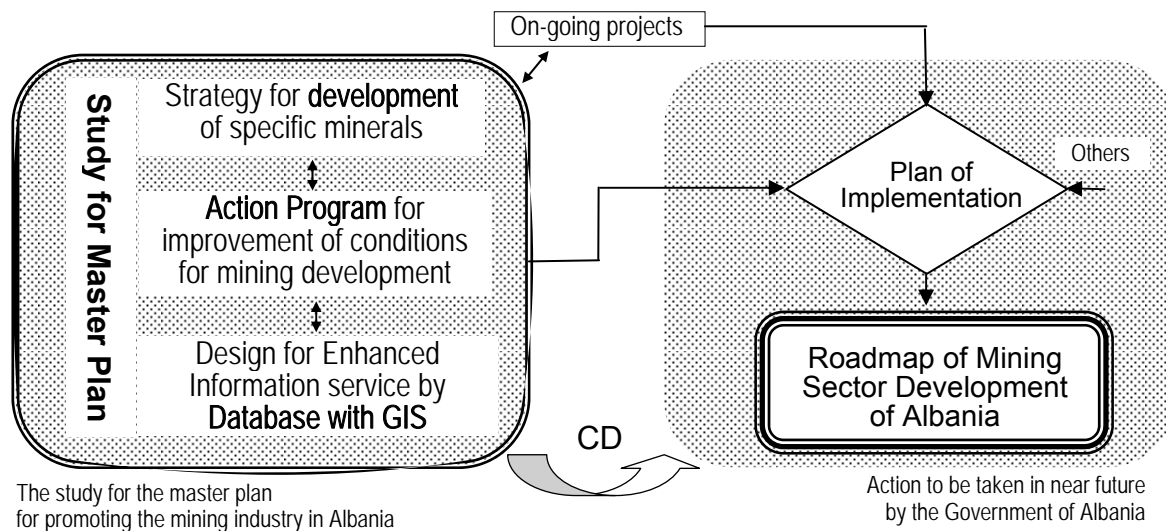 On-going projects
Study for Master Plan
Strategy for development
of specific minerals
Action Program for
improvement of conditions
for mining development
Design for Enhanced
Information service by
Database with GIS
Others
Plan of
Implementation
Roadmap of Mining
Sector Development
of Albania
CD
The study for the master plan
for promoting the mining industry in Albania
Action to be taken in near future
by the Government of Albania